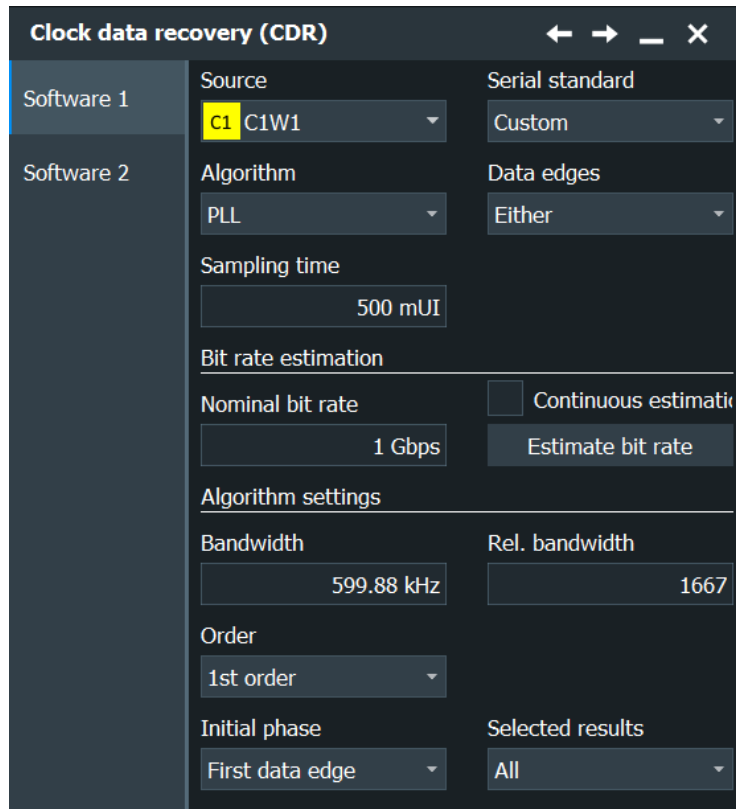 Clock data recovery (CDR)
Software 1
Software 2
Source
Serial standard
C1 C1W1
Custom
Algorithm
Data edges
PLL
Either
Sampling time
500 mUI
Bit rate estimation
Nominal bit rate
Continuous estimatic
1 Gbps
Estimate bit rate
Algorithm settings
Bandwidth
Rel. bandwidth
599.88 kHz
1667
Order
1st order
Initial phase
Selected results
First data edge
All